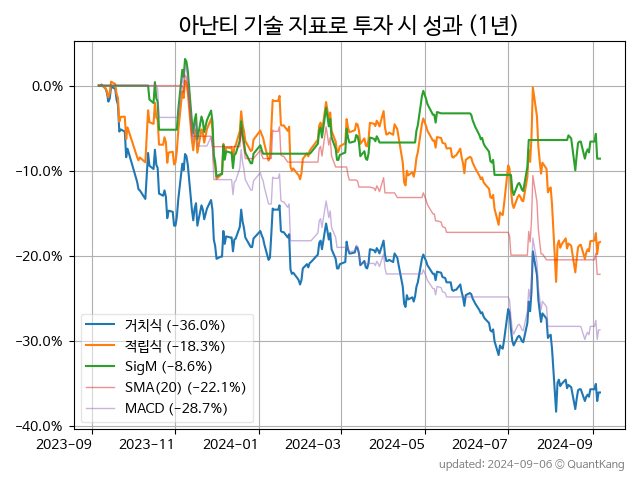 아난티 기술 지표로 투자 시 성과 (1년)
0.0%
-10.0%
-20.0%
-30.0%
-40.0%
거치식 (-36.0%)
적립식 (-18.3%)
SigM (-8.6%)
SMA(20) (-22.1%)
MACD (-28.7%)
2023-09 2023-11 2024-01 2024-03 2024-05 2024-07 2024-09
updated: 2024-09-06 © QuantKang